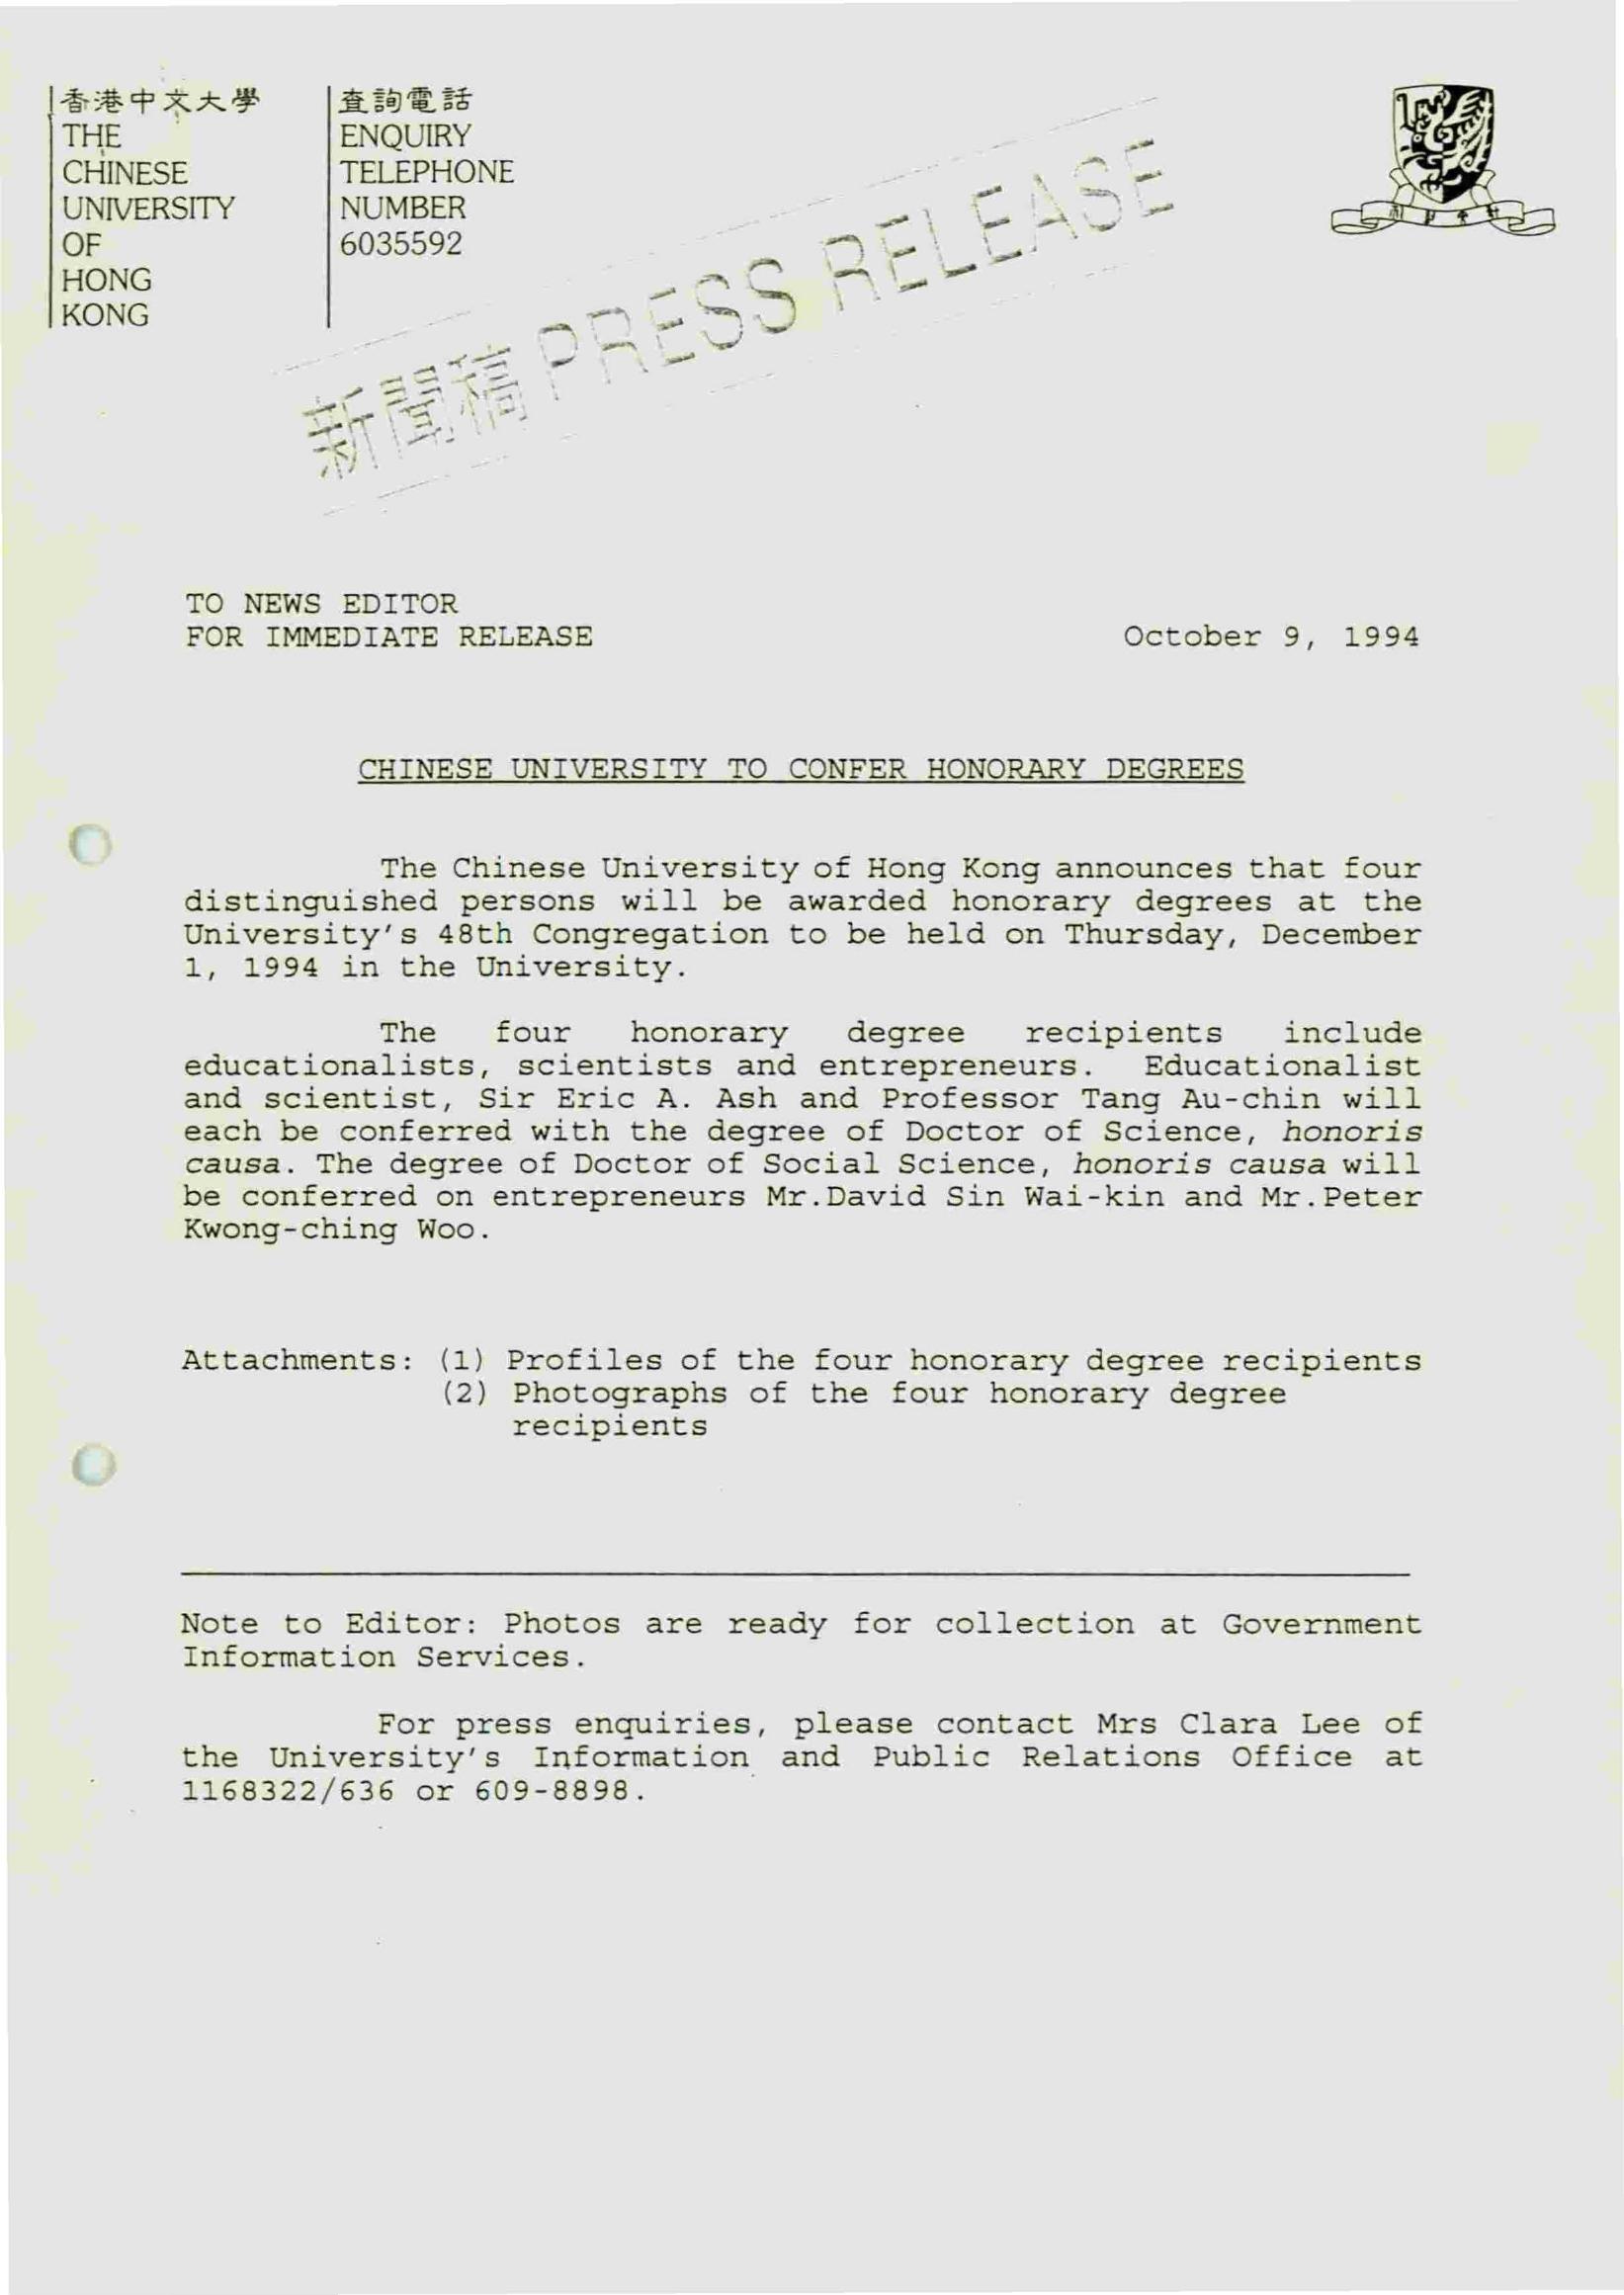 香港中文大學
THE
CHINESE
UNIVERSITY
OF
HONG
KONG
查詢電話
ENQUIRY
TELEPHONE
NUMBER
6035592
新聞稿 PRESS RELEASE
TO NEWS EDITOR
FOR IMMEDIATE RELEASE October 9, 1994
CHINESE UNIVERSITY TO CONFER HONORARY DEGREES
The Chinese University of Hong Kong announces that four
distinguished persons will be awarded honorary degrees at the
University's 48th Congregation to be held on Thursday, December
1, 1994 in the University.
The four honorary degree recipients include
educationalists, scientists and entrepreneurs. Educationalist
and scientist, Sir Eric A. Ash and Professor Tang Au-chin will
each be conferred with the degree of Doctor of Science, honoris
causa. The degree of Doctor of Social Science, honoris causa will
be conferred on entrepreneurs Mr.David Sin Wai-kin and Mr.Peter
Kwong-ching Woo.
Attachments: (1) Profiles of the four honorary degree recipients
(2) Photographs of the four honorary degree
recipients
Note to Editor: Photos are ready for collection at Government
Information Services.
For press enquiries, please contact Mrs Clara Lee of
the University's Information and Public Relations Office at
1168322/636 or 609-8898.